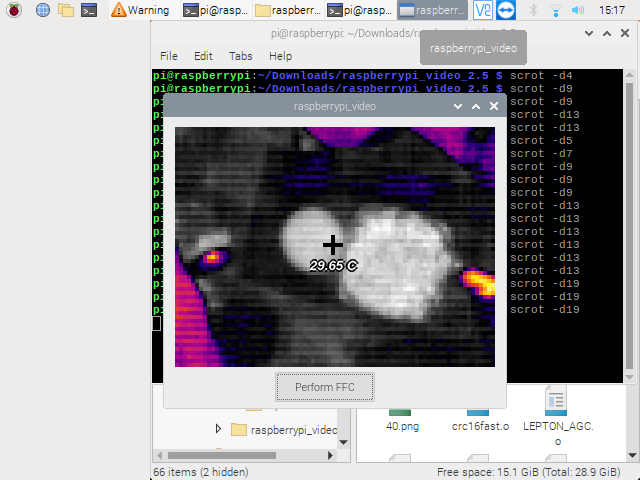 Warning
pi@rasp...
raspberr...
pi@rasp...
raspberr...
15:17
pi@raspberrypi: ~/Downloads/raspberrypi_video
raspberrypi_video
File Edit Tabs Help
pi@raspberrypi:~/Downloads/raspberrypi_video_2.5 $ scrot -d4
pi@raspberrypi:~/Downloads/raspberrypi_video_2.5 $ scrot -d9
scrot -d9
raspberrypi_video
scrot -d13
scrot -d13
scrot -d5
scrot -d7
scrot -d9
scrot -d9
scrot -d9
scrot -d13
scrot -d13
scrot -d13
scrot -d13
scrot -d13
scrot -d13
scrot -d19
scrot -d19
scrot -d19
29.65 C
Perform FFC
raspberrypi_video
40.png
crc16fast.o
LEPTON_AGC.
o
66 items (2 hidden)
Free space: 15.1 GiB (Total: 28.9 GiB)